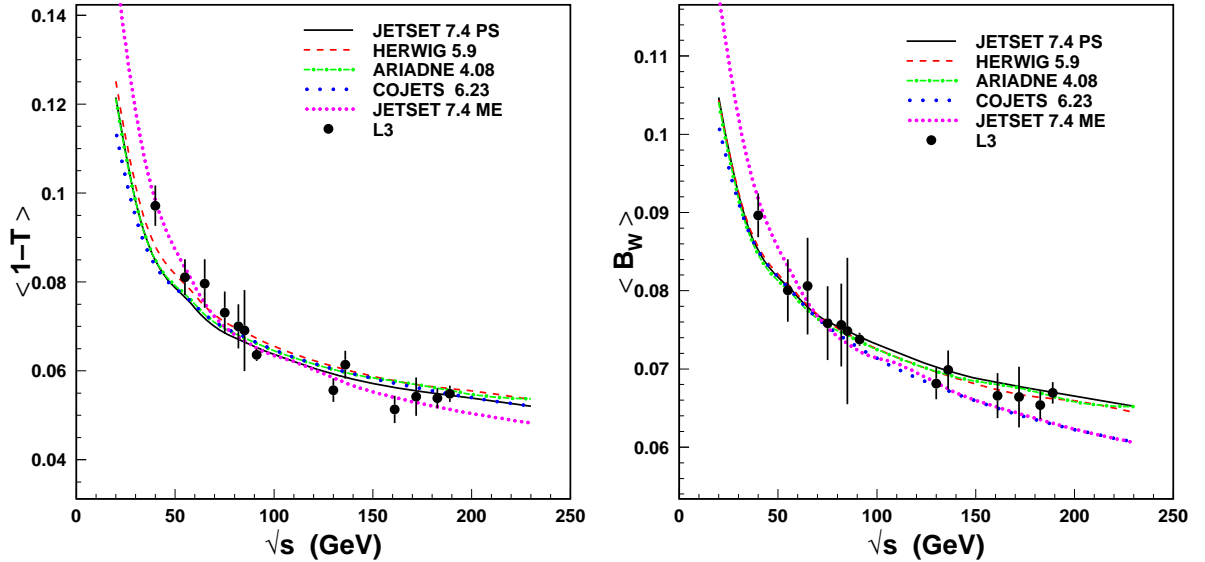 0.14
0.12
0.1
0.08
0.06
0.04
0
50
100
150
200
250
< 1−T >
√s (GeV)
JETSET 7.4 PS
HERWIG 5.9
ARIADNE 4.08
COJETS 6.23
JETSET 7.4 ME
L3
0.11
0.1
0.09
0.08
0.07
0.06
0
50
100
150
200
250
< BW >
√s (GeV)
JETSET 7.4 PS
HERWIG 5.9
ARIADNE 4.08
COJETS 6.23
JETSET 7.4 ME
L3